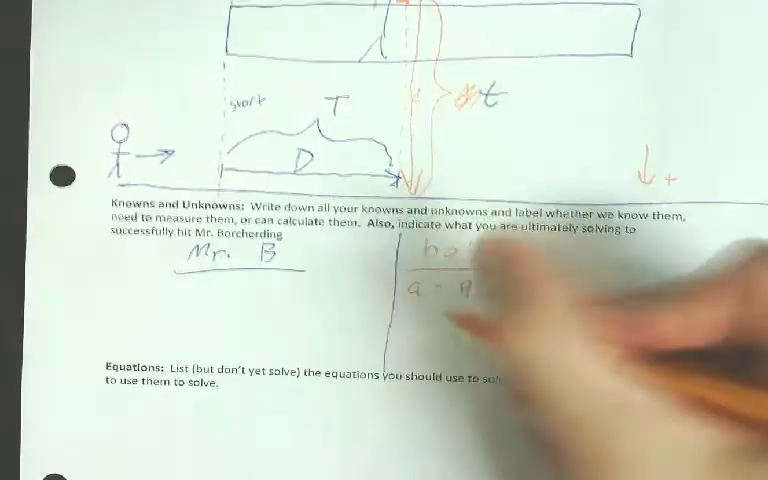 start T
t
D
+
Knowns and Unknowns: Write down all your knowns and unknowns and label whether we know them,
need to measure them, or can calculate them. Also, indicate what you are ultimately solving to
successfully hit Mr. Borcherding
Mr. B
a =
Equations: List (but don't yet solve) the equations you should use to
to use them to solve.